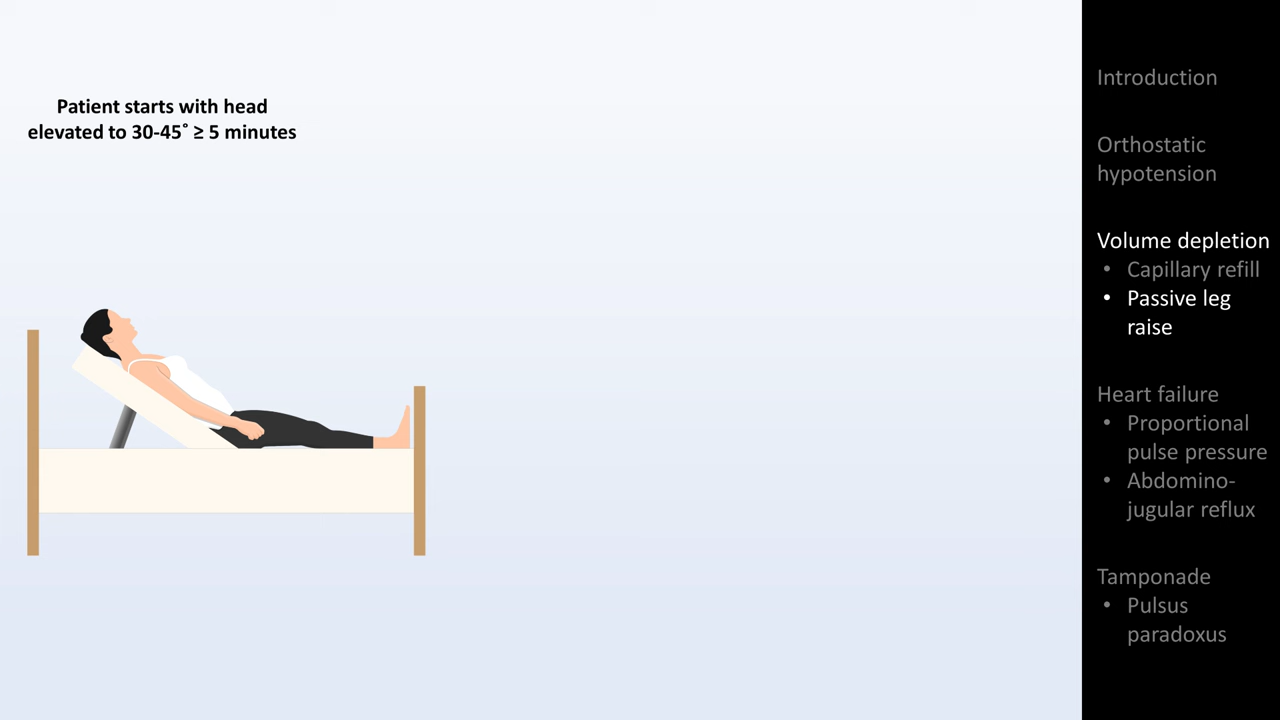 Patient starts with head
elevated to 30-45˚ ≥ 5 minutes
Introduction
Orthostatic
hypotension
Volume depletion
• Capillary refill
• Passive leg
raise
Heart failure
• Proportional
pulse pressure
• Abdomino-
jugular reflux
Tamponade
• Pulsus
paradoxus